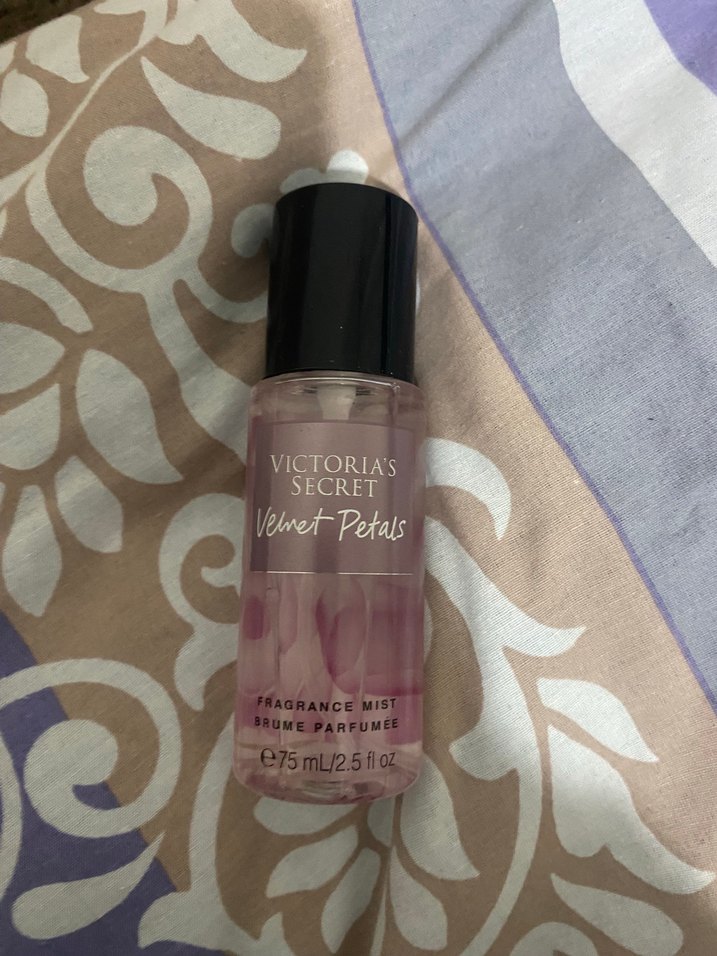 VICTORIA'S
SECRET
Velvet Petals
FRAGRANCE MIST
BRUME PARFUMÉE
℮75 mL/2.5 fl oz